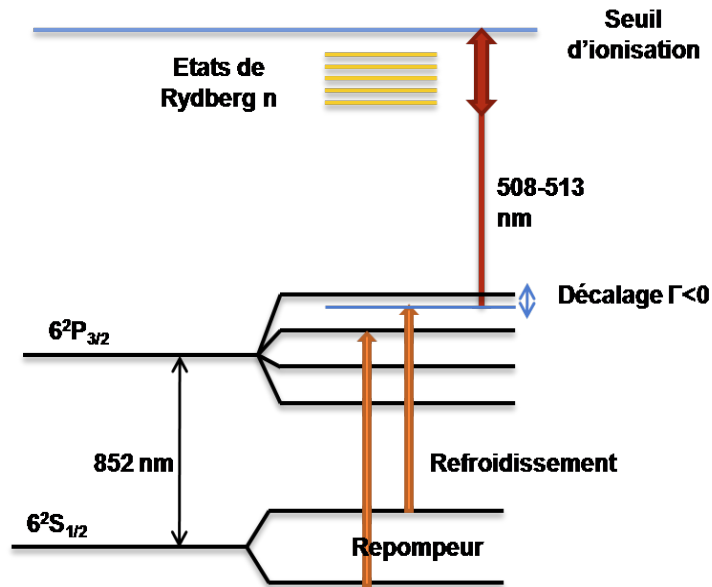 Seuil
d'ionisation
Etats de
Rydberg n
508-513
nm
Décalage Γ<0
6²P₃/₂
852 nm
Refroidissement
6²S₁/₂
Repompeur